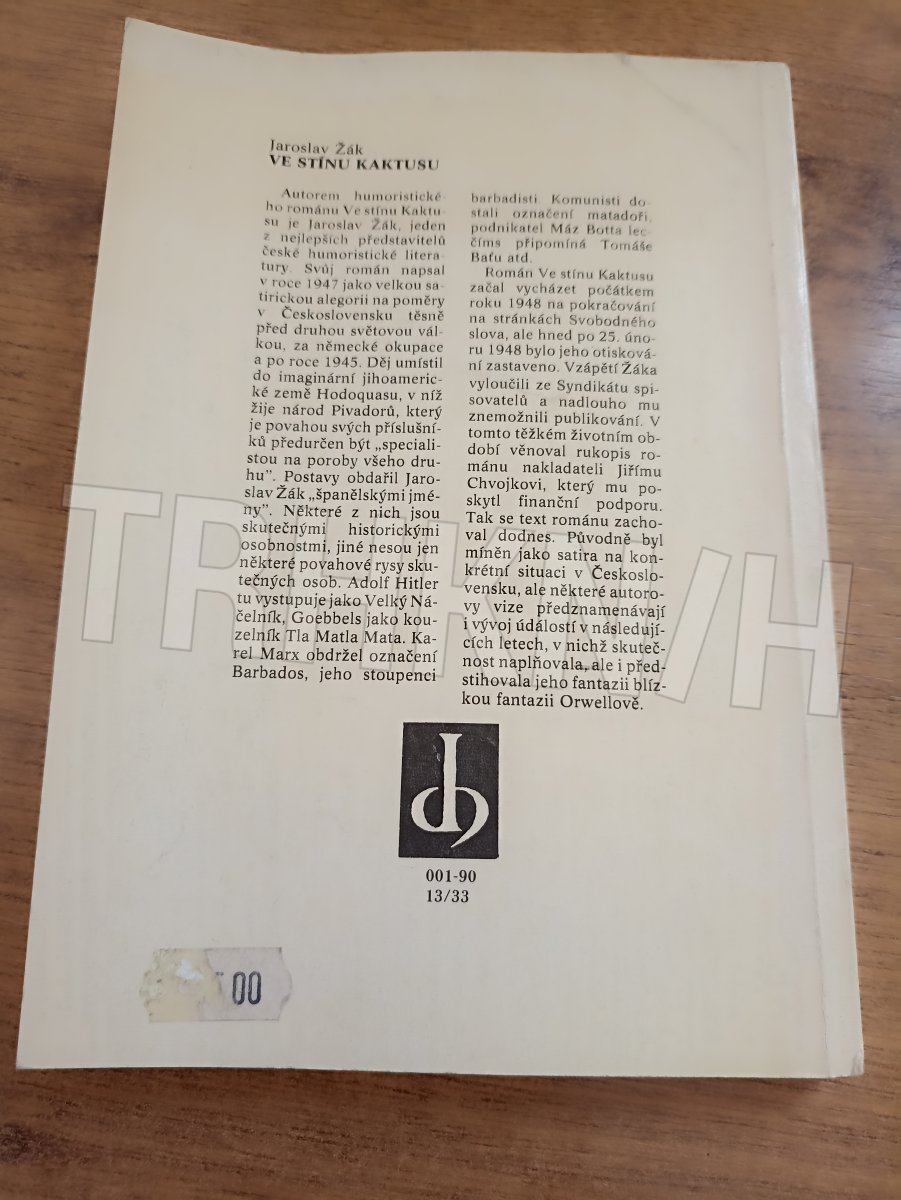 Jaroslav Žák
VE STÍNU KAKTUSU
Autorem humoristické-
ho románu Ve stínu Kaktu-
su je Jaroslav Žák, jeden
z nejlepších představitelů
české humoristické litera-
tury. Svůj román napsal
v roce 1947 jako velkou sa-
tirickou alegorii na poměry
v Československu těsně
před druhou světovou vál-
kou, za německé okupace
a po roce 1945. Děj umístil
do imaginární jihoameric-
ké země Hodoquasu, v níž
žije národ Pivadorů, který
je povahou svých příslušní-
ků předurčen být „speciali-
stou na poroby všeho dru-
hu”. Postavy obdařil Jaro-
slav Žák „španělskými jmé-
ny”. Některé z nich jsou
skutečnými historickými
osobnostmi, jiné nesou jen
některé povahové rysy sku-
tečných osob. Adolf Hitler
tu vystupuje jako Velký Ná-
čelník, Goebbels jako kou-
zelník Tla Matla Mata. Ka-
rel Marx obdržel označení
Barbados, jeho stoupenci
barbadisti. Komunisti do-
stali označení matadoři,
podnikatel Máz Botta lec-
číms připomíná Tomáše
Baťu atd.
Román Ve stínu Kaktusu
začal vycházet počátkem
roku 1948 na pokračování
na stránkách Svobodného
slova, ale hned po 25. úno-
ru 1948 bylo jeho otisková-
ní zastaveno. Vzápětí Žáka
vyloučili ze Syndikátu spi-
sovatelů a nadlouho mu
znemožnili publikování. V
tomto těžkém životním ob-
dobí věnoval rukopis ro-
mánu nakladateli Jiřímu
Chvojkovi, který mu po-
skytl finanční podporu.
Tak se text románu zacho-
val dodnes. Původně byl
míněn jako satira na kon-
krétní situaci v Českoslo-
vensku, ale některé autoro-
vy vize předznamenávají
i vývoj údálostí v následují-
cích letech, v nichž skuteč-
nost naplňovala, ale i před-
stihovala jeho fantazii blíz-
kou fantazii Orwellově.
001-90
13/33
00